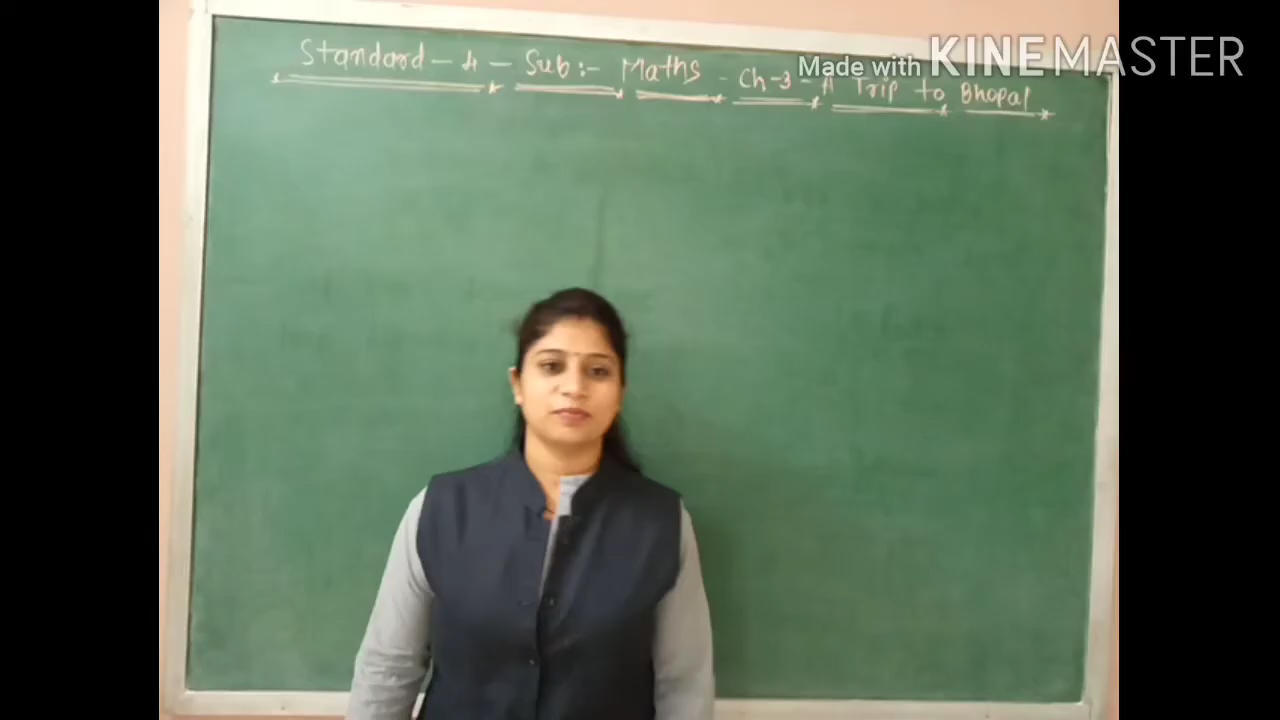 Standard - 4 - Sub :- Maths - Ch-3 - A Trip to Bhopal
Made with KINEMASTER